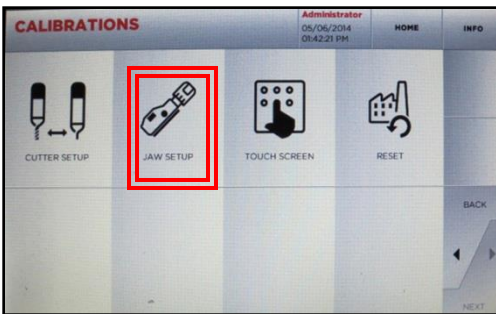 CALIBRATIONS
Administrator
05/06/2014
01:42:21 PM
HOME
INFO
CUTTER SETUP
JAW SETUP
TOUCH SCREEN
RESET
BACK
NEXT